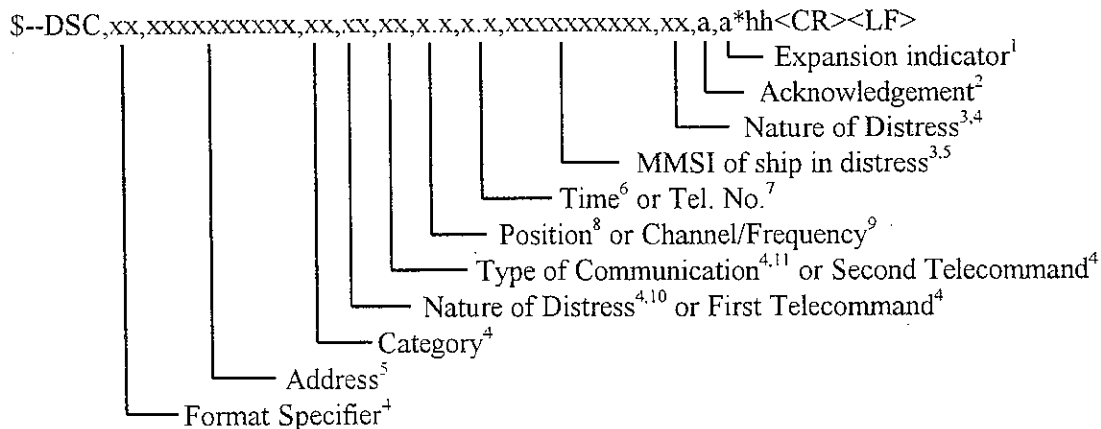 $--DSC,xx,xxxxxxxxxx,xx,xx,xx,x.x,x.x,xxxxxxxxxx,xx,a,a*hh<CR><LF>
Expansion indicator1
Acknowledgement2
Nature of Distress3,4
MMSI of ship in distress3,5
Time6 or Tel. No.7
Position8 or Channel/Frequency9
Type of Communication4,11 or Second Telecommand4
Nature of Distress4,10 or First Telecommand4
Category4
Address5
Format Specifier4